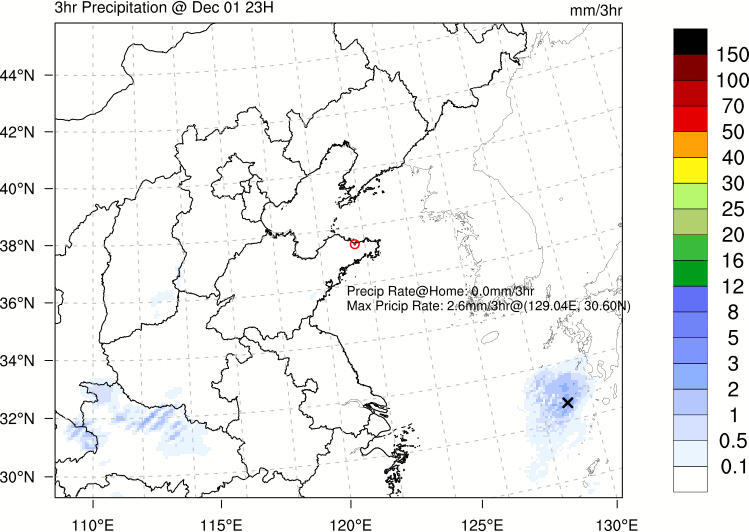 3hr Precipitation @ Dec 01 23H
mm/3hr
44°N
42°N
40°N
38°N
36°N
34°N
32°N
30°N
Precip Rate@Home: 0.0mm/3hr
Max Pricip Rate: 2.6mm/3hr@(129.04E, 30.60N)
110°E 115°E 120°E 125°E 130°E
150
100
70
50
40
30
25
20
16
12
8
5
3
2
1
0.5
0.1